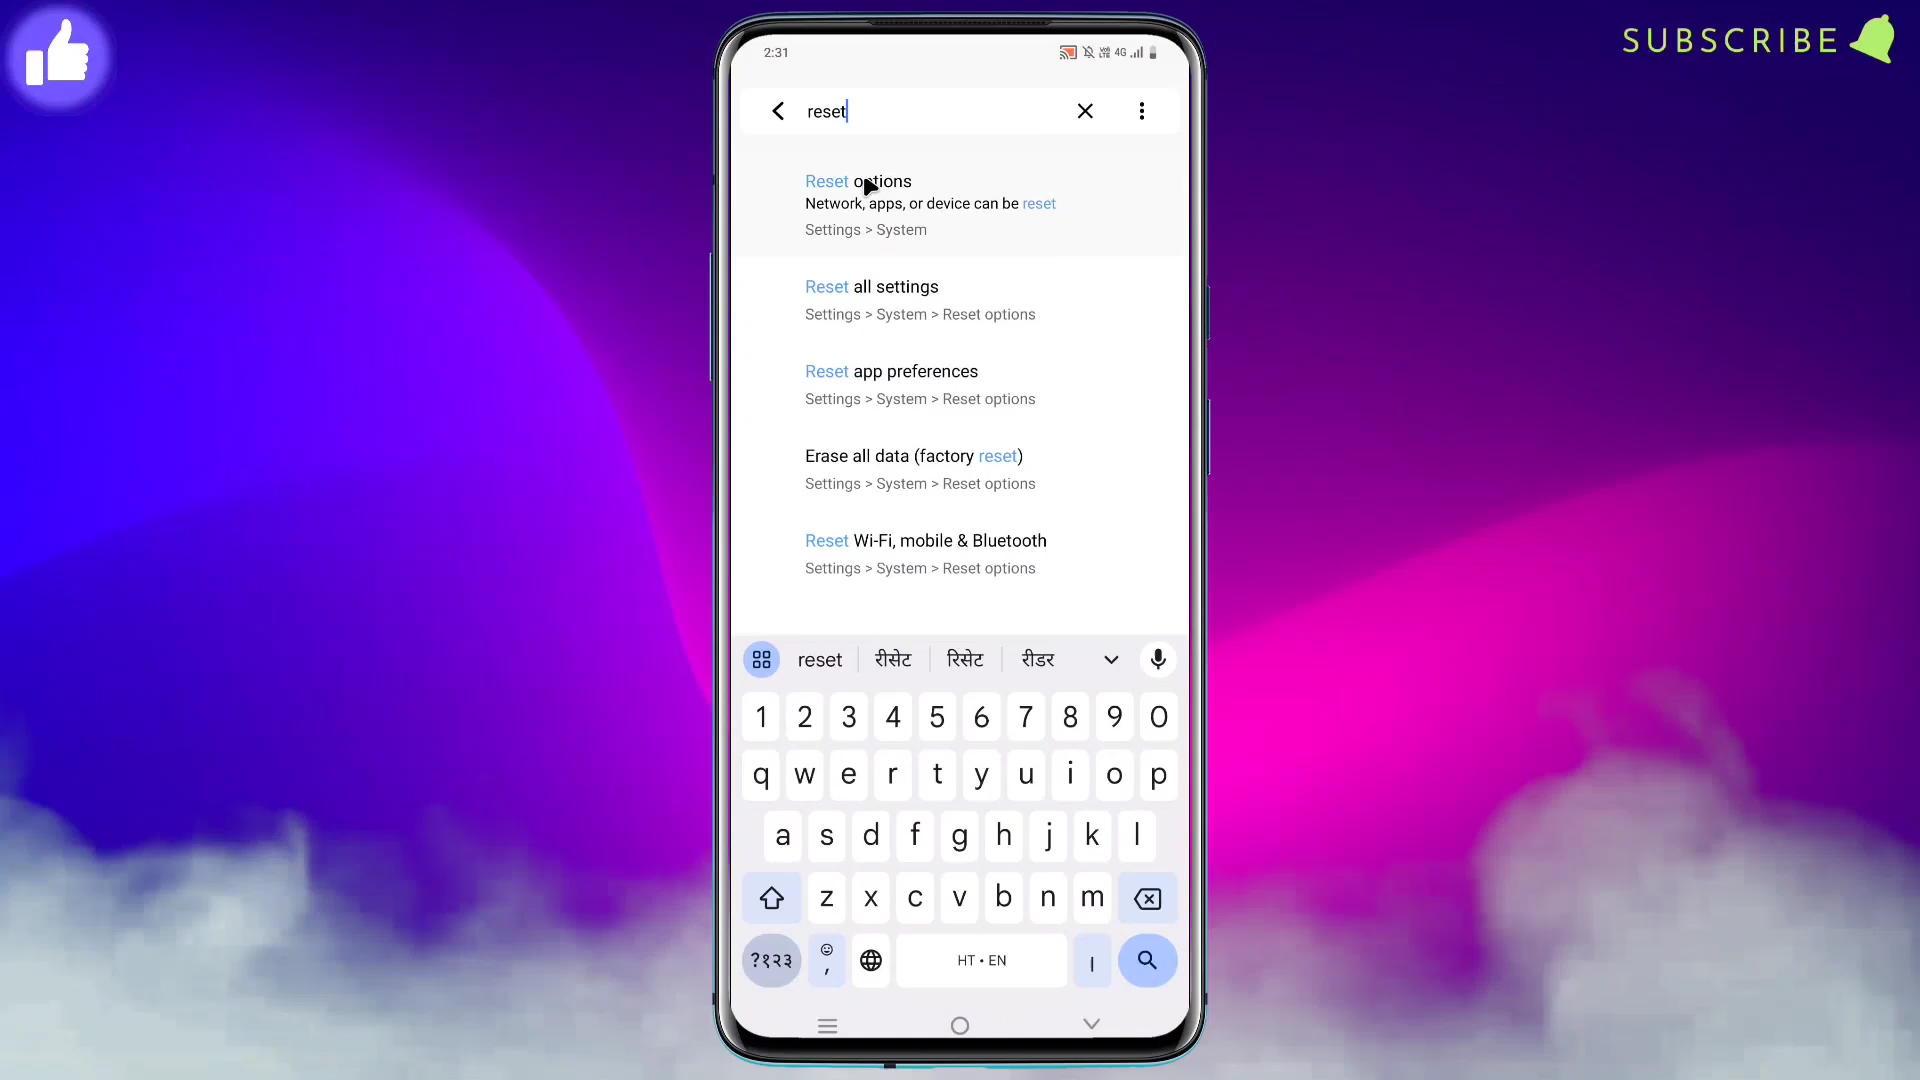 SUBSCRIBE
2:31
4G
reset
Reset options
Network, apps, or device can be reset
Settings > System
Reset all settings
Settings > System > Reset options
Reset app preferences
Settings > System > Reset options
Erase all data (factory reset)
Settings > System > Reset options
Reset Wi-Fi, mobile & Bluetooth
Settings > System > Reset options
reset रीसेट रिसेट रीडर
1 2 3 4 5 6 7 8 9 0
q w e r t y u i o p
a s d f g h j k l
z x c v b n m
?१२३ , HT • EN ।